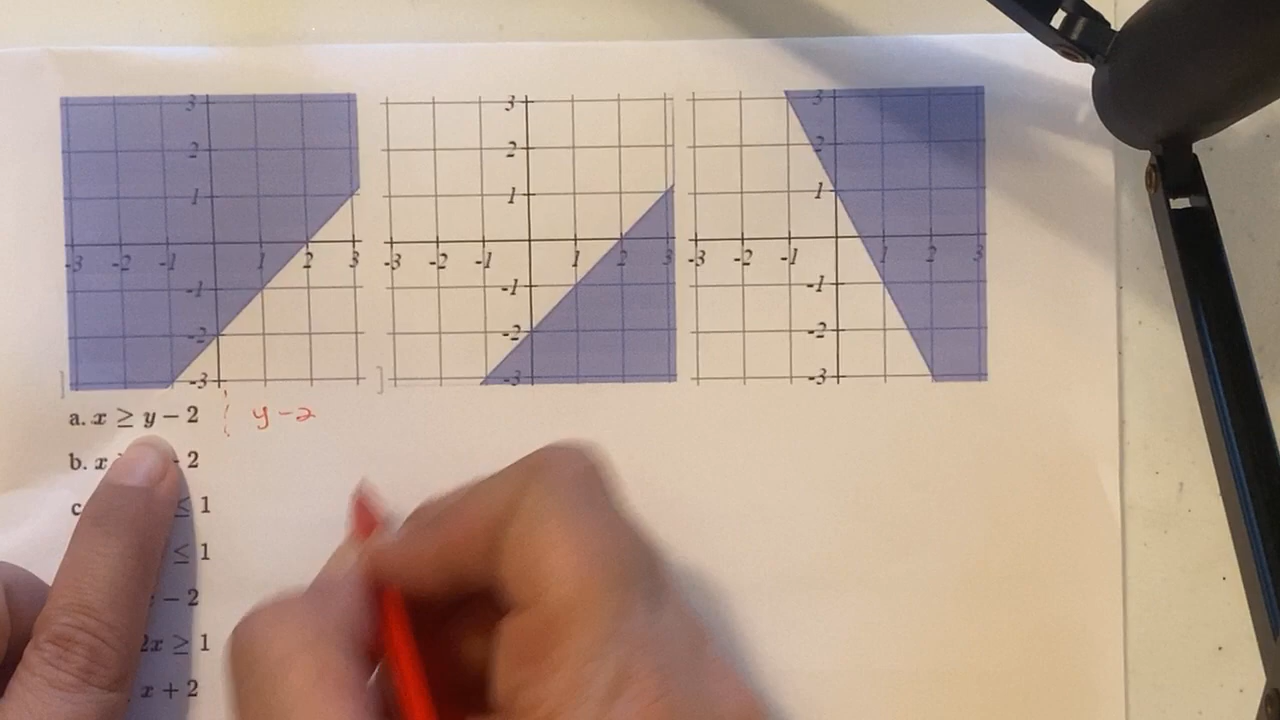 3 3 3
2 2 2
1 1 1
-3 -2 -1 1 2 3 -3 -2 -1 1 2 3 -3 -2 -1 1 2 3
-1 -1 -1
-2 -2 -2
-3 -3 -3
a. x ≥ y − 2 y − 2
b. x - 2
c ≤ 1
≤ 1
− 2
2x ≥ 1
x + 2